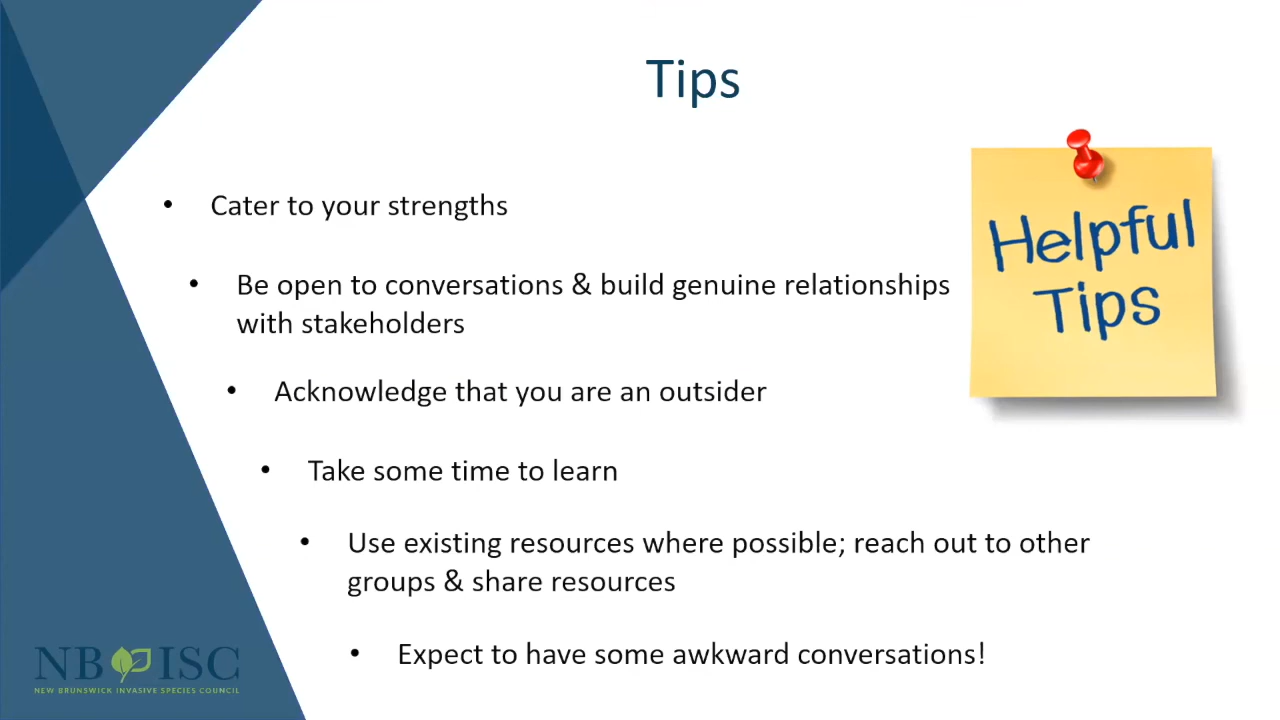 Tips
Cater to your strengths
Be open to conversations & build genuine relationships
with stakeholders
Acknowledge that you are an outsider
Take some time to learn
Use existing resources where possible; reach out to other
groups & share resources
Expect to have some awkward conversations!
Helpful
Tips
NB ISC
NEW BRUNSWICK INVASIVE SPECIES COUNCIL